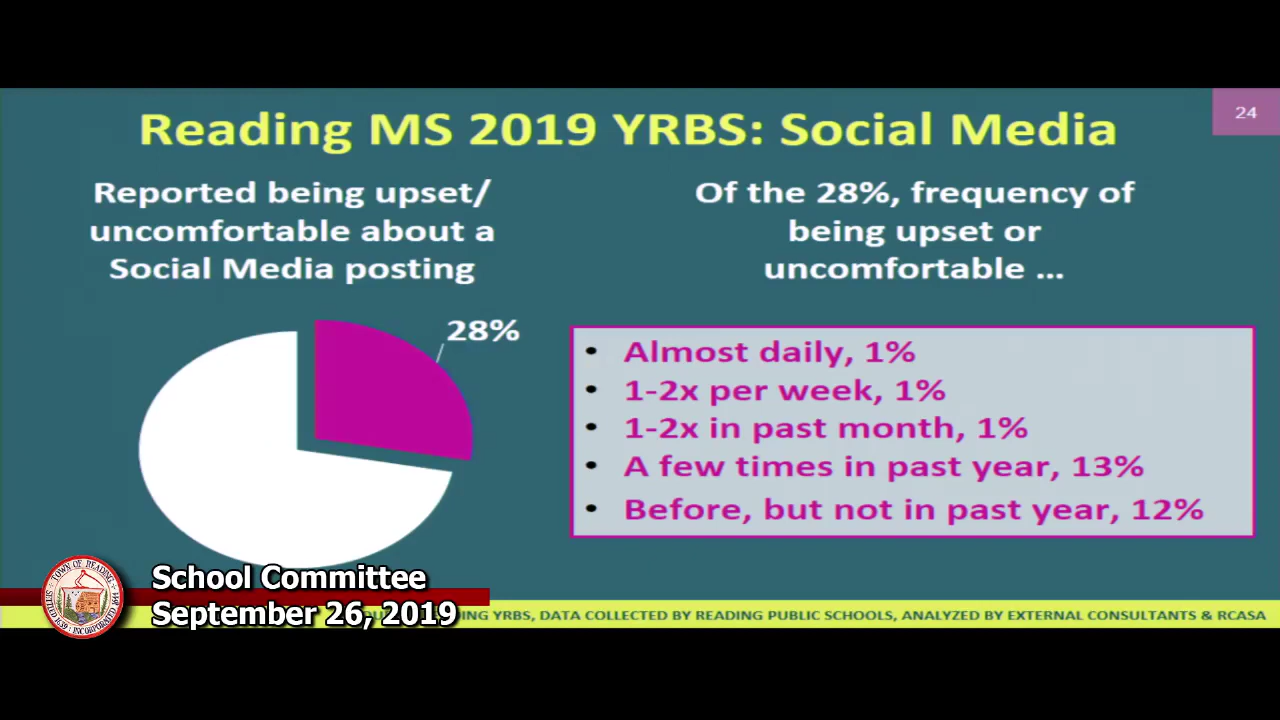 24
Reading MS 2019 YRBS: Social Media
Reported being upset/
uncomfortable about a
Social Media posting
28%
Of the 28%, frequency of
being upset or
uncomfortable ...
• Almost daily, 1%
• 1-2x per week, 1%
• 1-2x in past month, 1%
• A few times in past year, 13%
• Before, but not in past year, 12%
TOWN OF READING
School Committee
September 26, 2019
YRBS, DATA COLLECTED BY READING PUBLIC SCHOOLS, ANALYZED BY EXTERNAL CONSULTANTS & RCASA